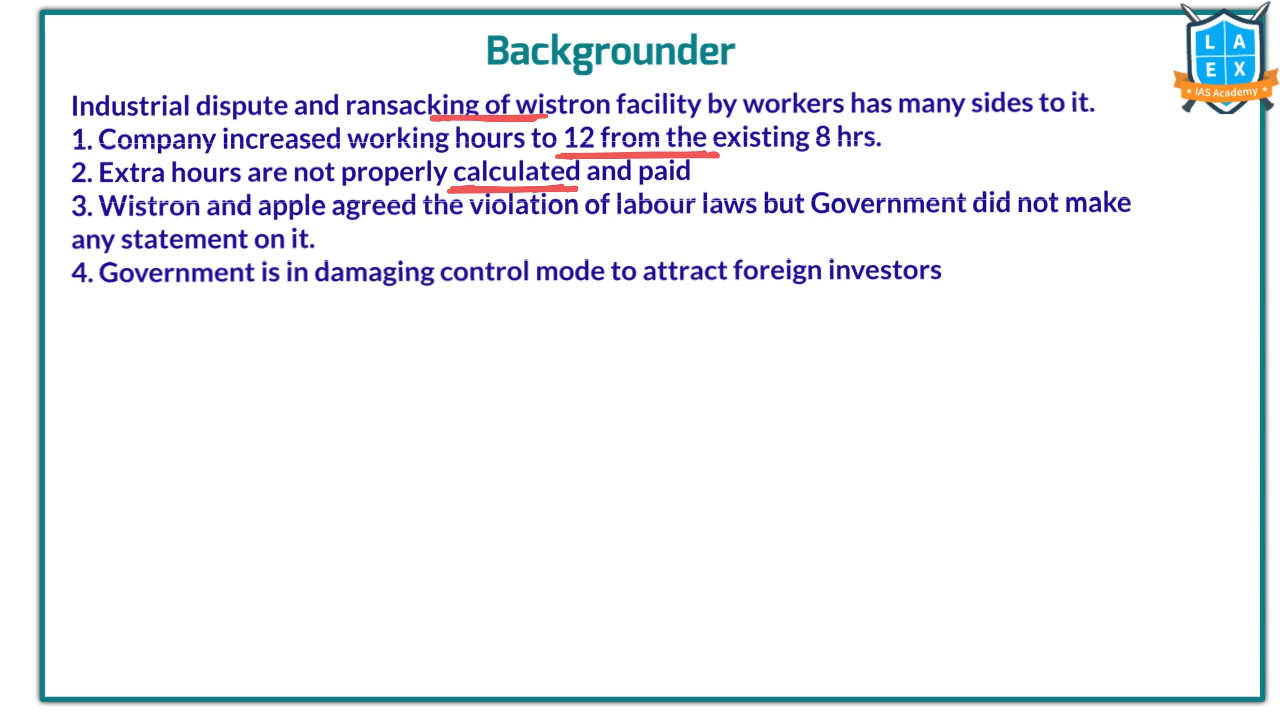 Backgrounder
L A
E X
IAS Academy
Industrial dispute and ransacking of wistron facility by workers has many sides to it.
1. Company increased working hours to 12 from the existing 8 hrs.
2. Extra hours are not properly calculated and paid
3. Wistron and apple agreed the violation of labour laws but Government did not make
any statement on it.
4. Government is in damaging control mode to attract foreign investors